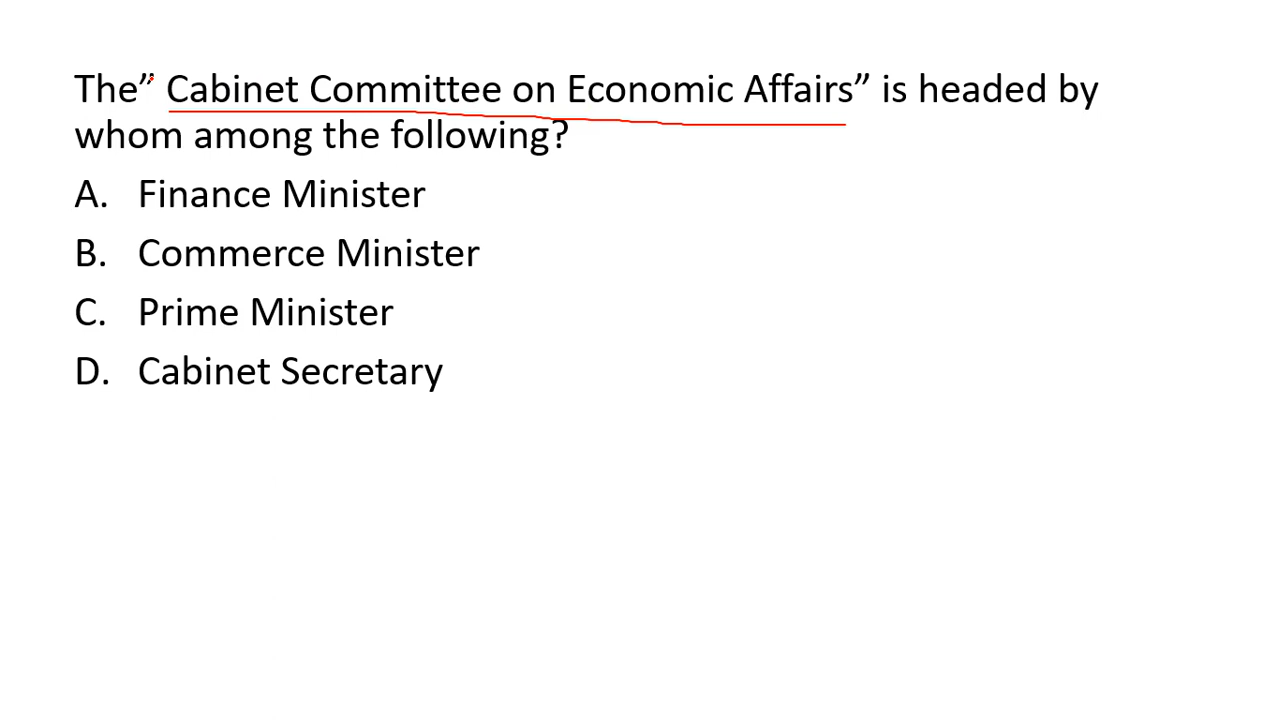 The” Cabinet Committee on Economic Affairs” is headed by
whom among the following?
A. Finance Minister
B. Commerce Minister
C. Prime Minister
D. Cabinet Secretary